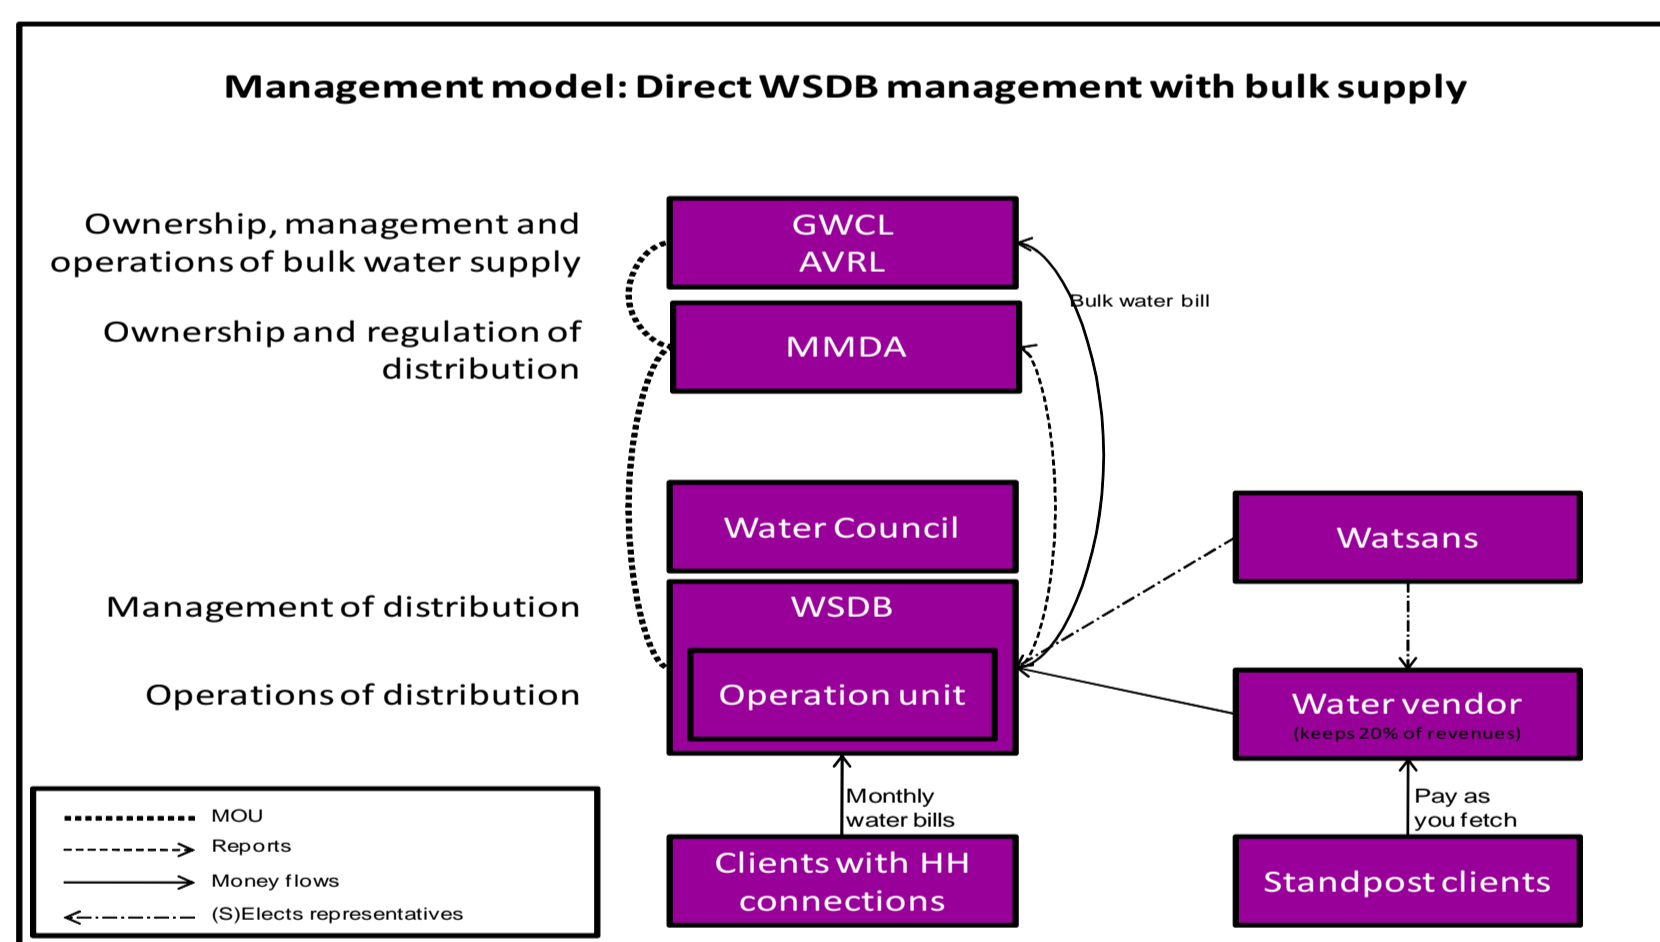 Management model: Direct WSDB management with bulk supply
Ownership, management and
operations of bulk water supply
GWCL
AVRL
Bulk water bill
Ownership and regulation of
distribution
MMDA
Water Council
Watsans
Management of distribution
WSDB
Operations of distribution
Operation unit
Water vendor
(keeps 20% of revenues)
Monthly
water bills
Pay as
you fetch
Clients with HH
connections
Standpost clients
MOU
Reports
Money flows
(S)Elects representatives